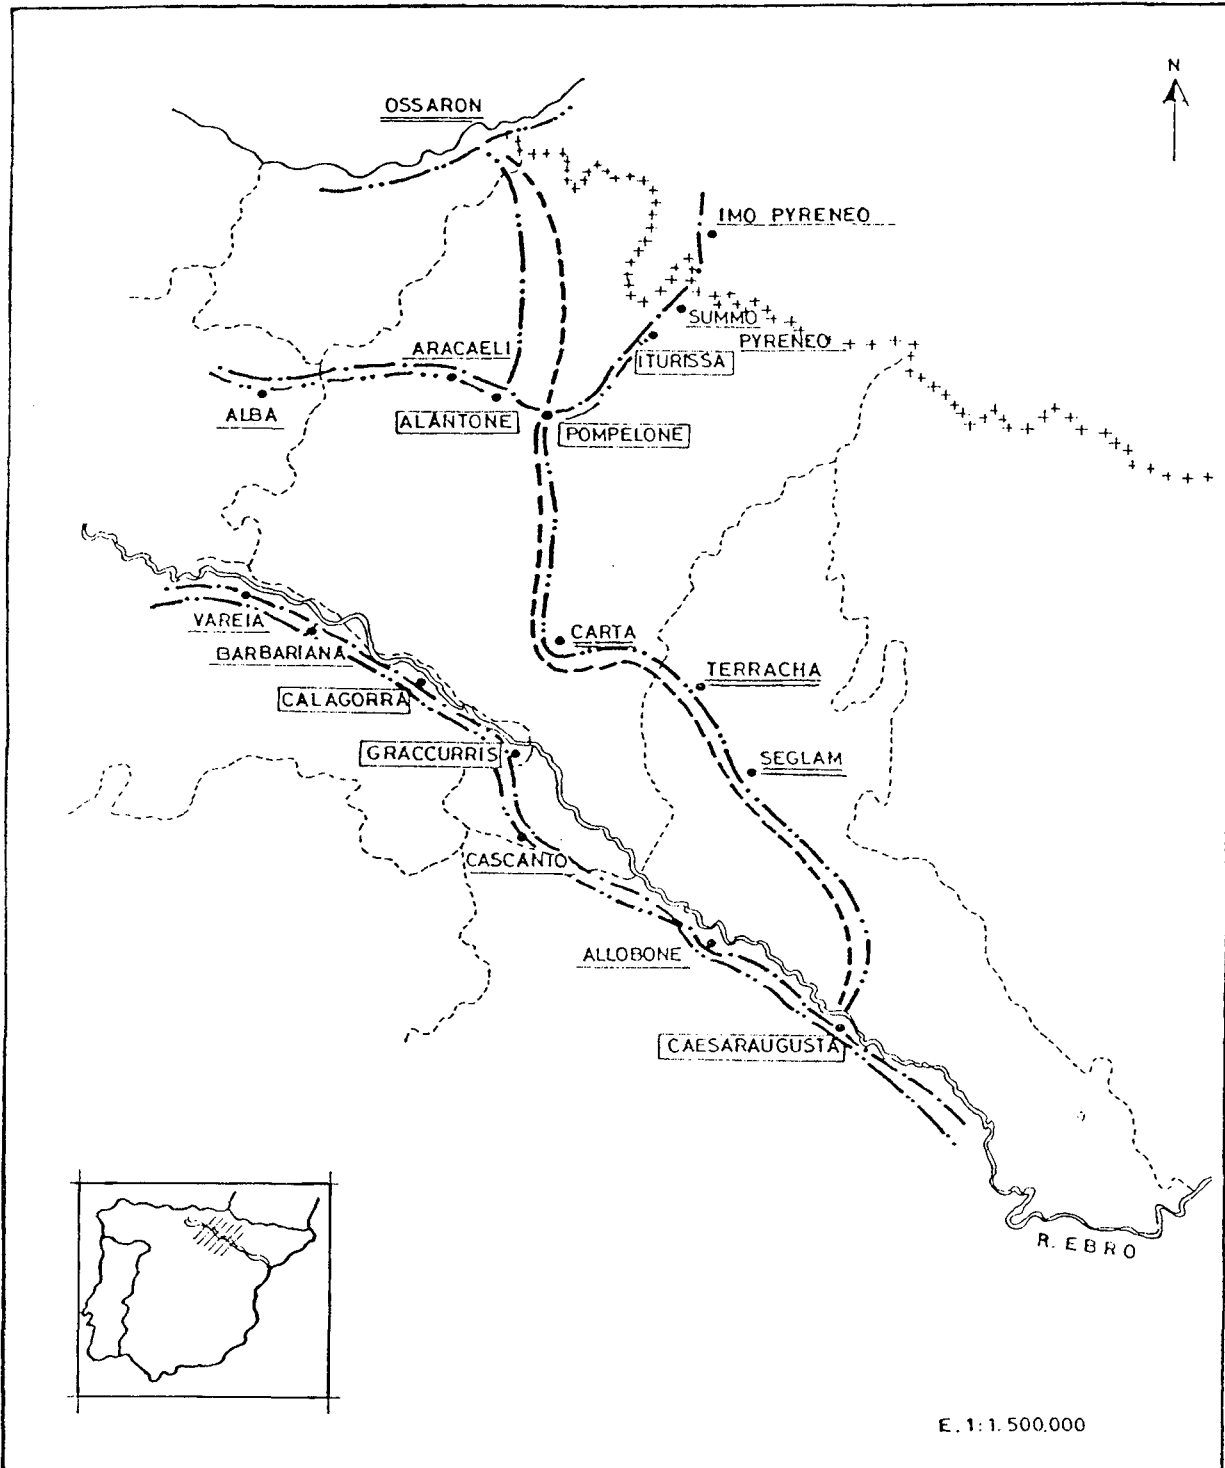 N
OSSARON
IMO PYRENEO
SUMMO
PYRENEO
ITURISSA
ARACAELI
ALBA
ALANTONE
POMPELONE
VAREIA
BARBARIANA
CARTA
TERRACHA
CALAGORRA
GRACCURRIS
SEGLAM
CASCANTO
ALLOBONE
CAESARAUGUSTA
R. EBRO
E. 1:1.500.000